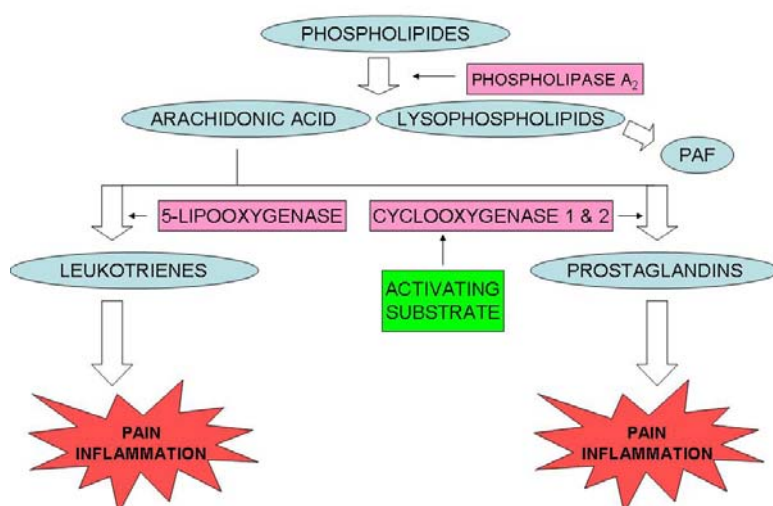 PHOSPHOLIPIDES
PHOSPHOLIPASE A₂
ARACHIDONIC ACID
LYSOPHOSPHOLIPIDS
PAF
5-LIPOOXYGENASE
CYCLOOXYGENASE 1 & 2
LEUKOTRIENES
PROSTAGLANDINS
ACTIVATING
SUBSTRATE
PAIN
INFLAMMATION
PAIN
INFLAMMATION